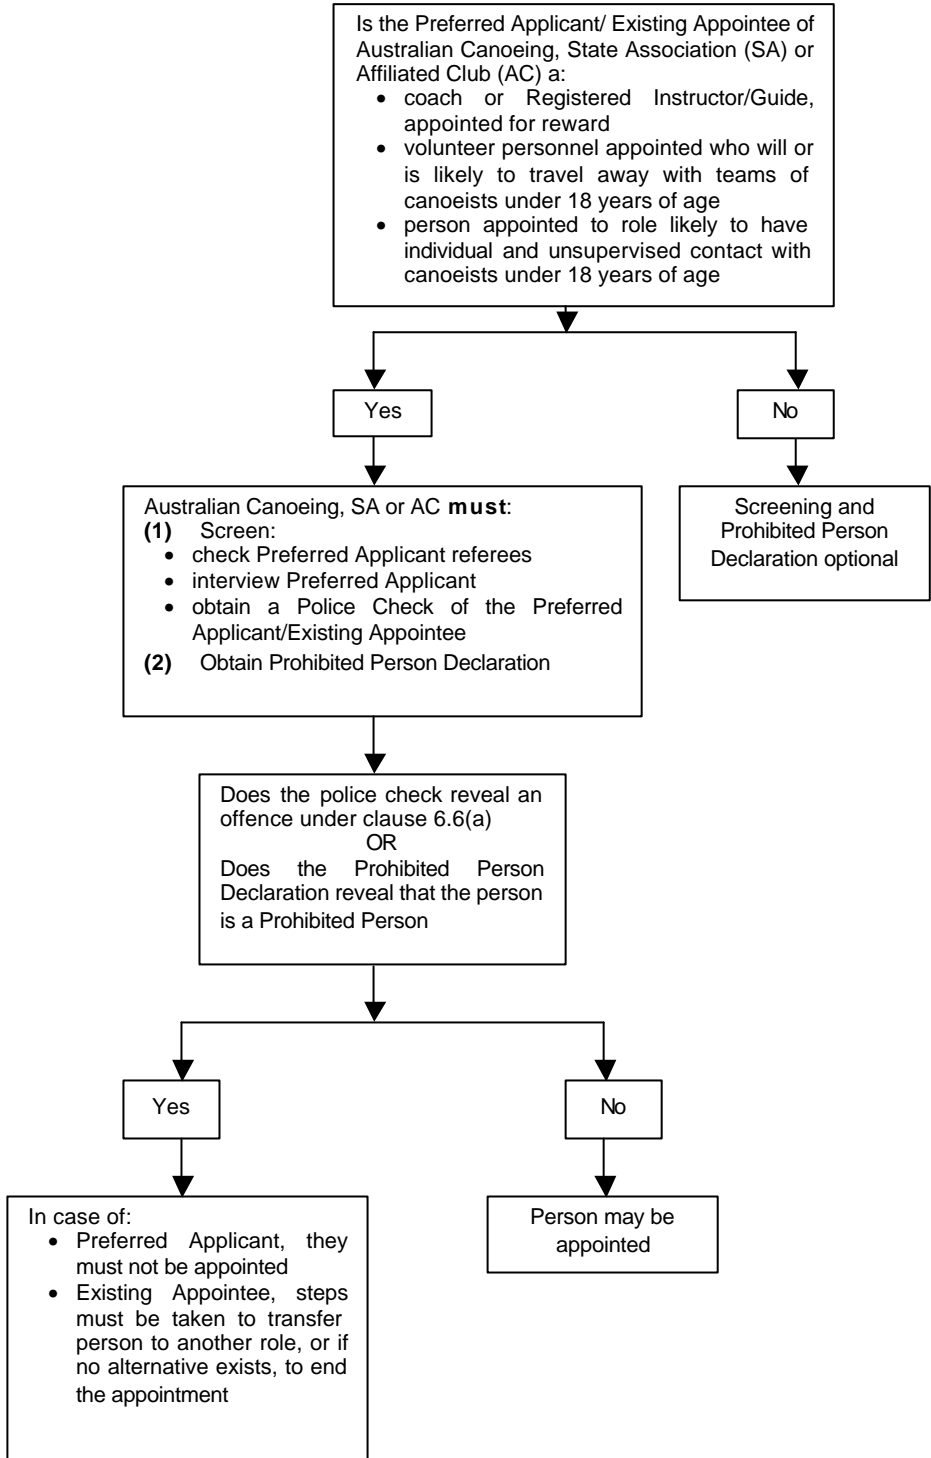 Is the Preferred Applicant/ Existing Appointee of
Australian Canoeing, State Association (SA) or
Affiliated Club (AC) a:
• coach or Registered Instructor/Guide,
appointed for reward
• volunteer personnel appointed who will or
is likely to travel away with teams of
canoeists under 18 years of age
• person appointed to role likely to have
individual and unsupervised contact with
canoeists under 18 years of age
Yes
No
Australian Canoeing, SA or AC must:
(1) Screen:
• check Preferred Applicant referees
• interview Preferred Applicant
• obtain a Police Check of the Preferred
Applicant/Existing Appointee
(2) Obtain Prohibited Person Declaration
Screening and
Prohibited Person
Declaration optional
Does the police check reveal an
offence under clause 6.6(a)
OR
Does the Prohibited Person
Declaration reveal that the person
is a Prohibited Person
Yes
No
In case of:
• Preferred Applicant, they
must not be appointed
• Existing Appointee, steps
must be taken to transfer
person to another role, or if
no alternative exists, to end
the appointment
Person may be
appointed